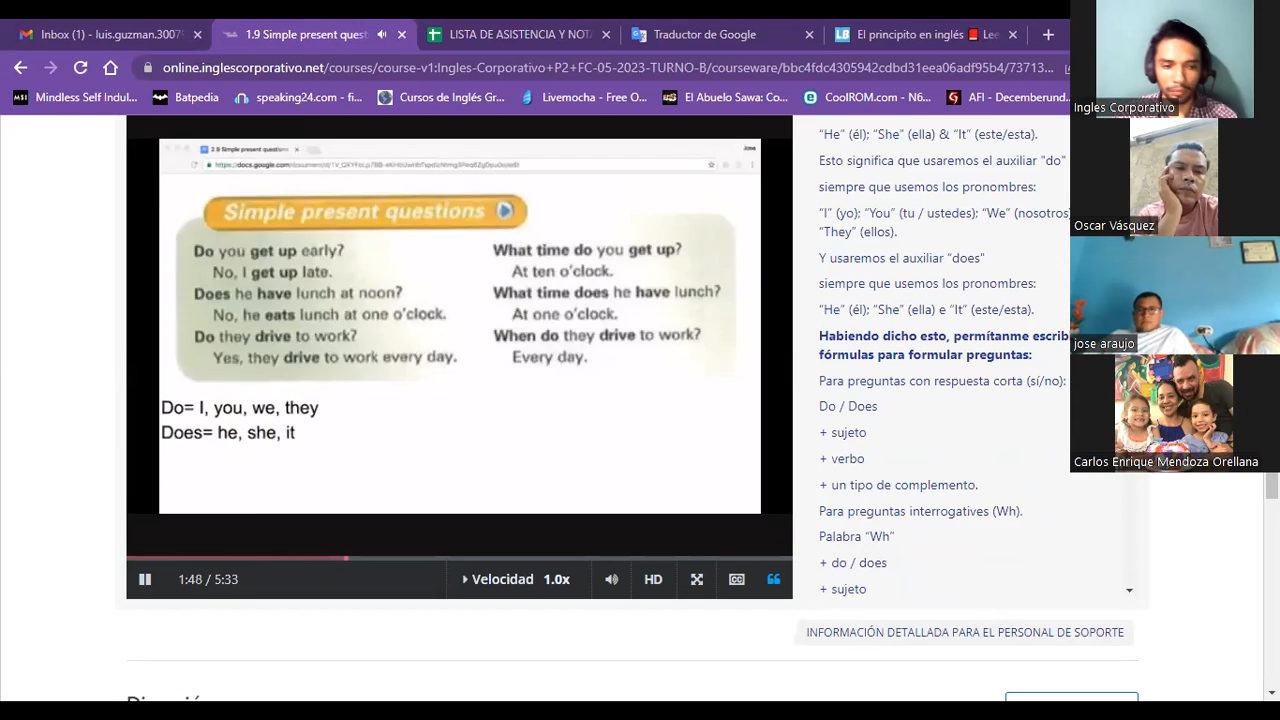 Inbox (1) - luis.guzman.3007
1.9 Simple present quest
LISTA DE ASISTENCIA Y NOTA
Traductor de Google
El principito en inglés
Lee
online.inglescorporativo.net/courses/course-v1:Ingles-Corporativo+P2+FC-05-2023-TURNO-B/courseware/bbc4fdc4305942cdbd31eea06adf95b4/73713...
Mindless Self Indul...
Batpedia
speaking24.com - fi...
Cursos de Inglés Gr...
Livemocha - Free O...
El Abuelo Sawa: Co...
CoolROM.com - N6...
AFI - Decemberund
Ingles Corporativo
Oscar Vásquez
jose araujo
Carlos Enrique Mendoza Orellana
2.9 Simple present question
Simple present questions
Do you get up early?
No, I get up late.
Does he have lunch at noon?
No, he eats lunch at one o'clock.
Do they drive to work?
Yes, they drive to work every day.
What time do you get up?
At ten o'clock.
What time does he have lunch?
At one o'clock.
When do they drive to work?
Every day.
Do= I, you, we, they
Does= he, she, it
1:48 / 5:33
Velocidad 1.0x
HD
CC
“He” (él); “She” (ella) & “It” (este/esta).
Esto significa que usaremos el auxiliar "do"
siempre que usemos los pronombres:
“I” (yo); “You” (tu / ustedes); “We” (nosotros)
“They” (ellos).
Y usaremos el auxiliar “does”
siempre que usemos los pronombres:
“He” (él); “She” (ella) e “It” (este/esta).
Habiendo dicho esto, permítanme escrib
fórmulas para formular preguntas:
Para preguntas con respuesta corta (sí/no):
Do / Does
+ sujeto
+ verbo
+ un tipo de complemento.
Para preguntas interrogatives (Wh).
Palabra “Wh”
+ do / does
+ sujeto
INFORMACIÓN DETALLADA PARA EL PERSONAL DE SOPORTE